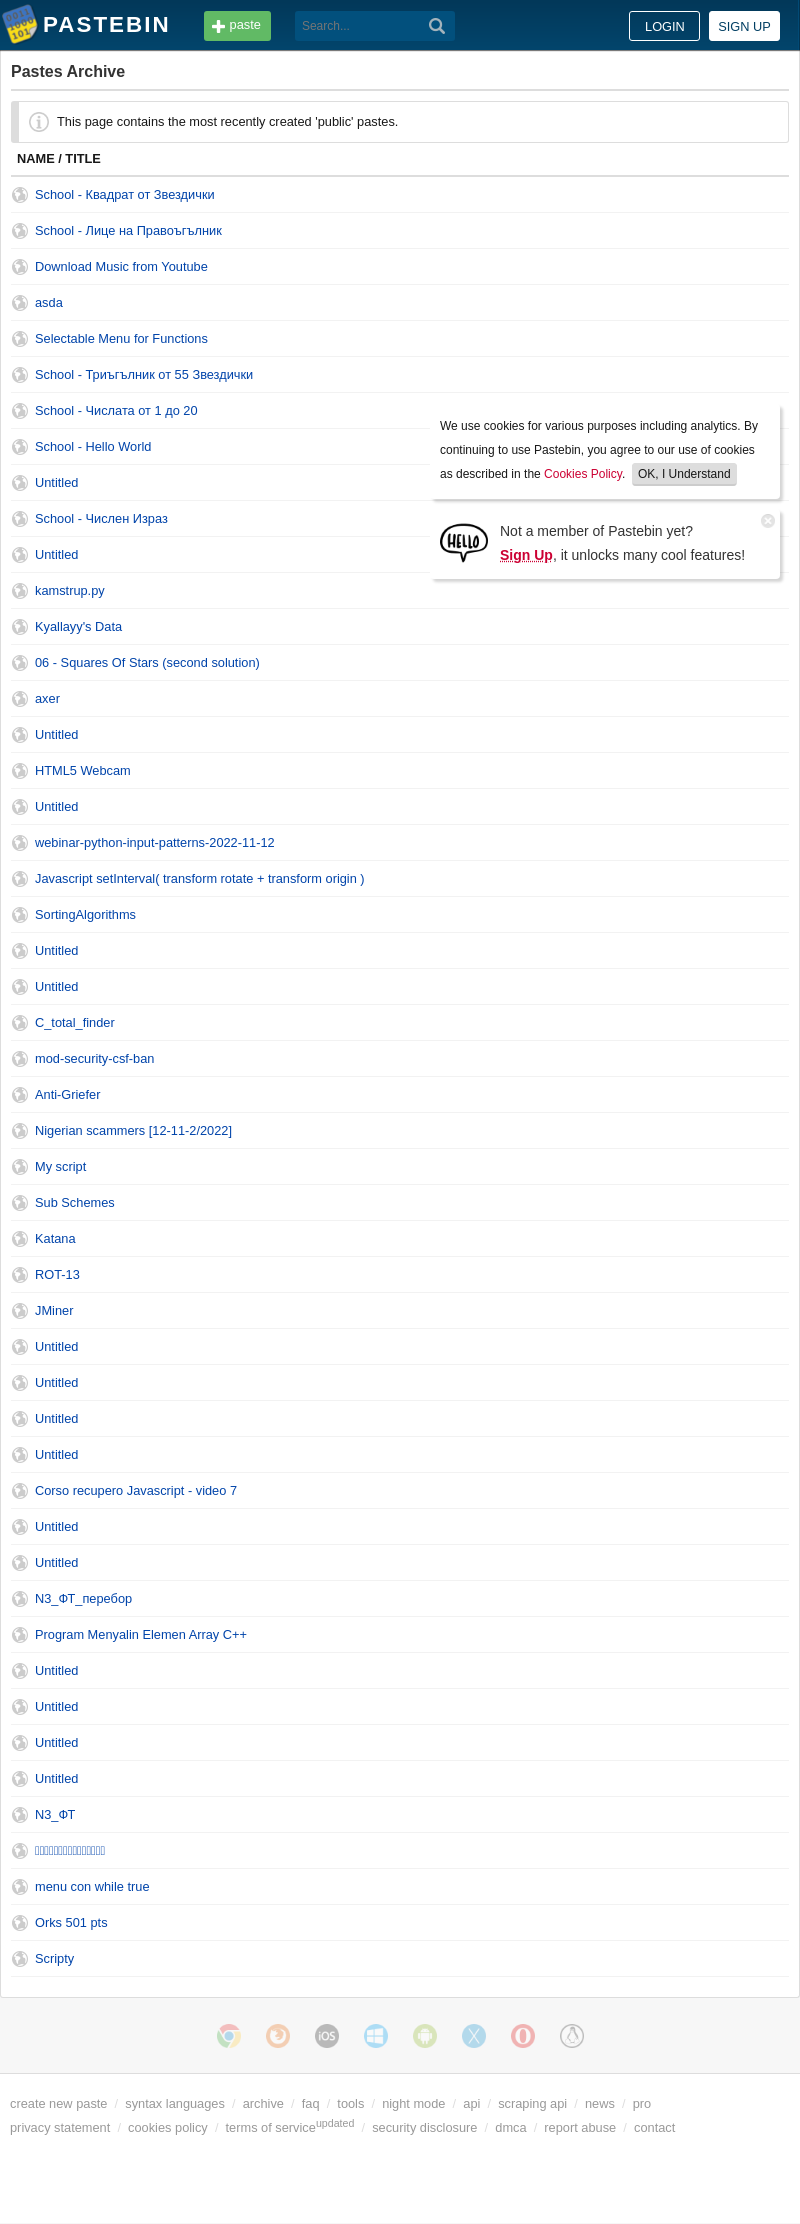 PASTEBIN
paste
Search...
LOGIN
SIGN UP
Pastes Archive
This page contains the most recently created 'public' pastes.
NAME / TITLE
School - Квадрат от Звездички
School - Лице на Правоъгълник
Download Music from Youtube
asda
Selectable Menu for Functions
School - Триъгълник от 55 Звездички
School - Числата от 1 до 20
School - Hello World
Untitled
School - Числен Израз
Untitled
We use cookies for various purposes including analytics. By
continuing to use Pastebin, you agree to our use of cookies
as described in the Cookies Policy. OK, I Understand
HELLO
Not a member of Pastebin yet?
Sign Up, it unlocks many cool features!
kamstrup.py
Kyallayy's Data
06 - Squares Of Stars (second solution)
axer
Untitled
HTML5 Webcam
Untitled
webinar-python-input-patterns-2022-11-12
Javascript setInterval( transform rotate + transform origin )
SortingAlgorithms
Untitled
Untitled
C_total_finder
mod-security-csf-ban
Anti-Griefer
Nigerian scammers [12-11-2/2022]
My script
Sub Schemes
Katana
ROT-13
JMiner
Untitled
Untitled
Untitled
Untitled
Corso recupero Javascript - video 7
Untitled
Untitled
N3_ФТ_перебор
Program Menyalin Elemen Array C++
Untitled
Untitled
Untitled
Untitled
N3_ФТ
menu con while true
Orks 501 pts
Scripty
iOS
create new paste / syntax languages / archive / faq / tools / night mode / api / scraping api / news / pro
privacy statement / cookies policy / terms of service updated / security disclosure / dmca / report abuse / contact